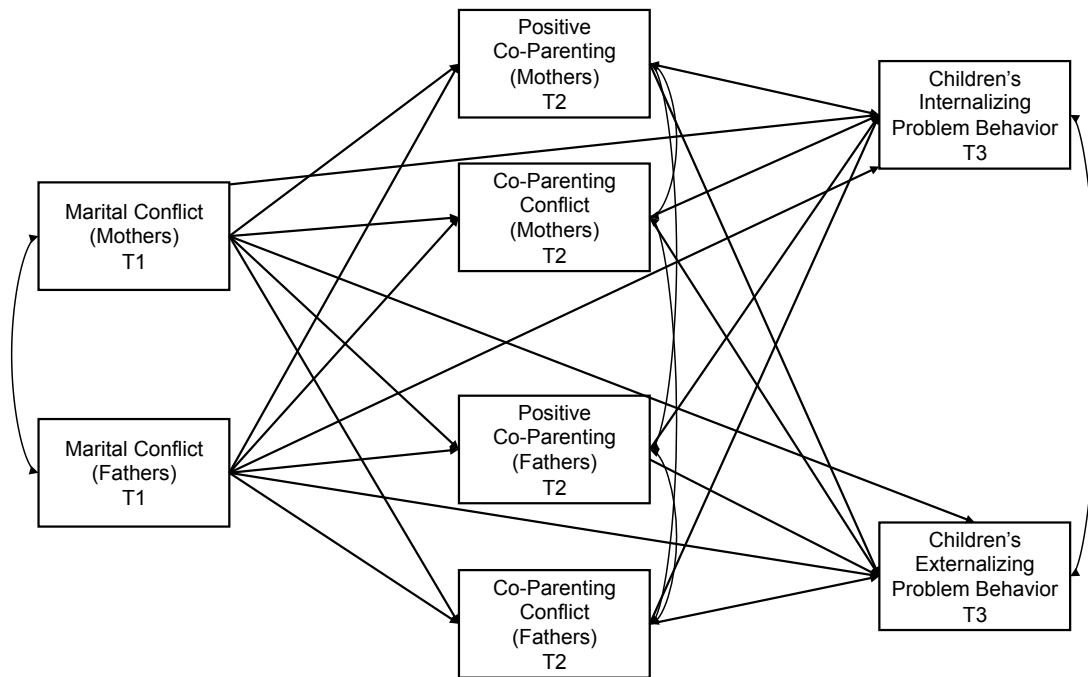 Positive
Co-Parenting
(Mothers)
T2
Children's
Internalizing
Problem Behavior
T3
Co-Parenting
Conflict
(Mothers)
T2
Marital Conflict
(Mothers)
T1
Positive
Co-Parenting
(Fathers)
T2
Marital Conflict
(Fathers)
T1
Children's
Externalizing
Problem Behavior
T3
Co-Parenting
Conflict
(Fathers)
T2